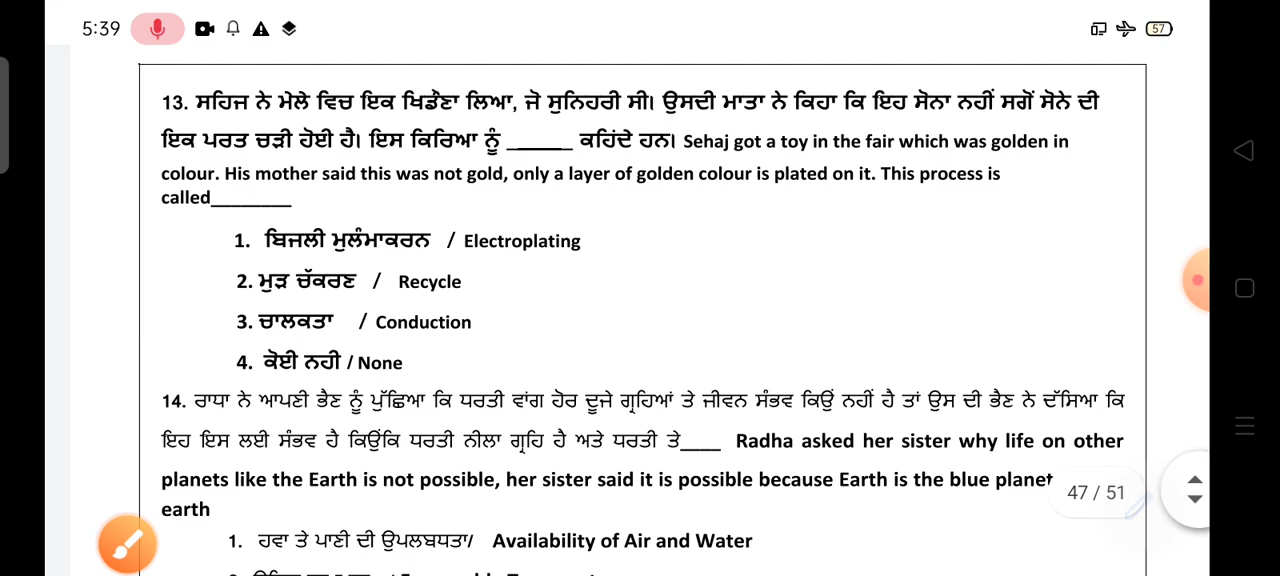 5:39
57
13. ਸਹਿਜ ਨੇ ਮੇਲੇ ਵਿਚ ਇਕ ਖਿਡੌਣਾ ਲਿਆ, ਜੋ ਸੁਨਿਹਰੀ ਸੀ। ਉਸਦੀ ਮਾਤਾ ਨੇ ਕਿਹਾ ਕਿ ਇਹ ਸੋਨਾ ਨਹੀਂ ਸਗੋਂ ਸੋਨੇ ਦੀ
ਇਕ ਪਰਤ ਚੜੀ ਹੋਈ ਹੈ। ਇਸ ਕਿਰਿਆ ਨੂੰ ______ ਕਹਿੰਦੇ ਹਨ। Sehaj got a toy in the fair which was golden in
colour. His mother said this was not gold, only a layer of golden colour is plated on it. This process is
called________
1. ਬਿਜਲੀ ਮੁਲੰਮਾਕਰਨ / Electroplating
2. ਮੁੜ ਚੱਕਰਣ / Recycle
3. ਚਾਲਕਤਾ / Conduction
4. ਕੋਈ ਨਹੀ / None
14. ਰਾਧਾ ਨੇ ਆਪਣੀ ਭੈਣ ਨੂੰ ਪੁੱਛਿਆ ਕਿ ਧਰਤੀ ਵਾਂਗ ਹੋਰ ਦੂਜੇ ਗ੍ਰਹਿਆਂ ਤੇ ਜੀਵਨ ਸੰਭਵ ਕਿਉਂ ਨਹੀਂ ਹੈ ਤਾਂ ਉਸ ਦੀ ਭੈਣ ਨੇ ਦੱਸਿਆ ਕਿ
ਇਹ ਇਸ ਲਈ ਸੰਭਵ ਹੈ ਕਿਉਂਕਿ ਧਰਤੀ ਨੀਲਾ ਗ੍ਰਹਿ ਹੈ ਅਤੇ ਧਰਤੀ ਤੇ____ Radha asked her sister why life on other
planets like the Earth is not possible, her sister said it is possible because Earth is the blue planet
47 / 51
earth
1. ਹਵਾ ਤੇ ਪਾਣੀ ਦੀ ਉਪਲਬਧਤਾ/ Availability of Air and Water